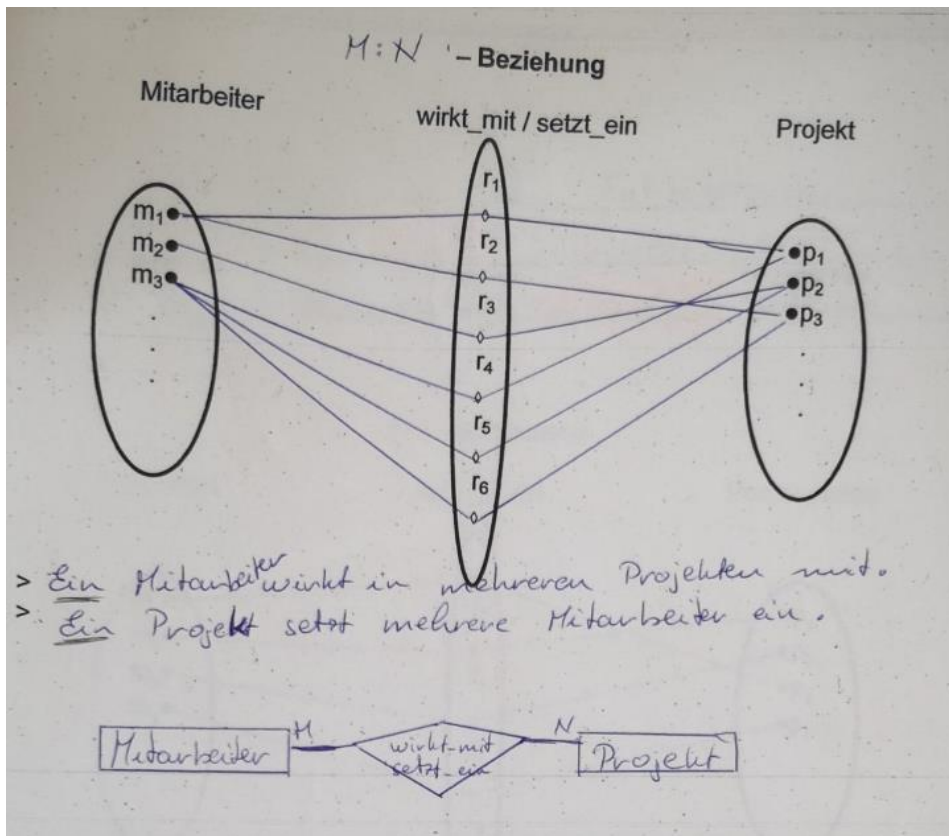 M:N - Beziehung
Mitarbeiter
wirkt_mit / setzt_ein
Projekt
r1
m1
r2
m2
p1
m3
r3
p2
p3
r4
r5
r6
> Ein Mitarbeiter wirkt in mehreren Projekten mit.
> Ein Projekt setzt mehrere Mitarbeiter ein.
M
N
Mitarbeiter
wirkt_mit
setzt_ein
Projekt